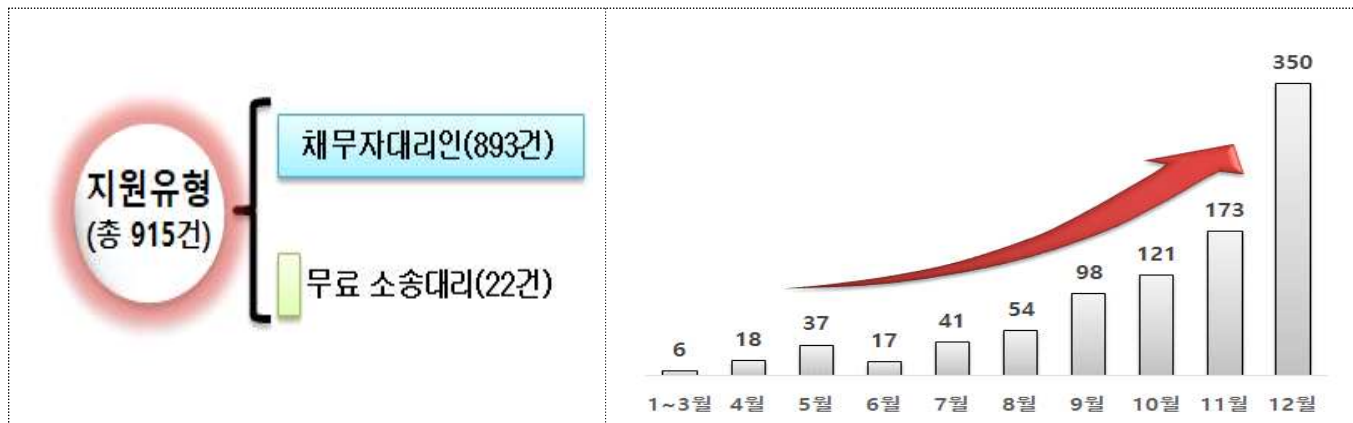 지원유형
(총 915건)
채무자대리인(893건)
무료 소송대리(22건)
6 18 37 17 41 54 98 121 173 350
1~3월 4월 5월 6월 7월 8월 9월 10월 11월 12월